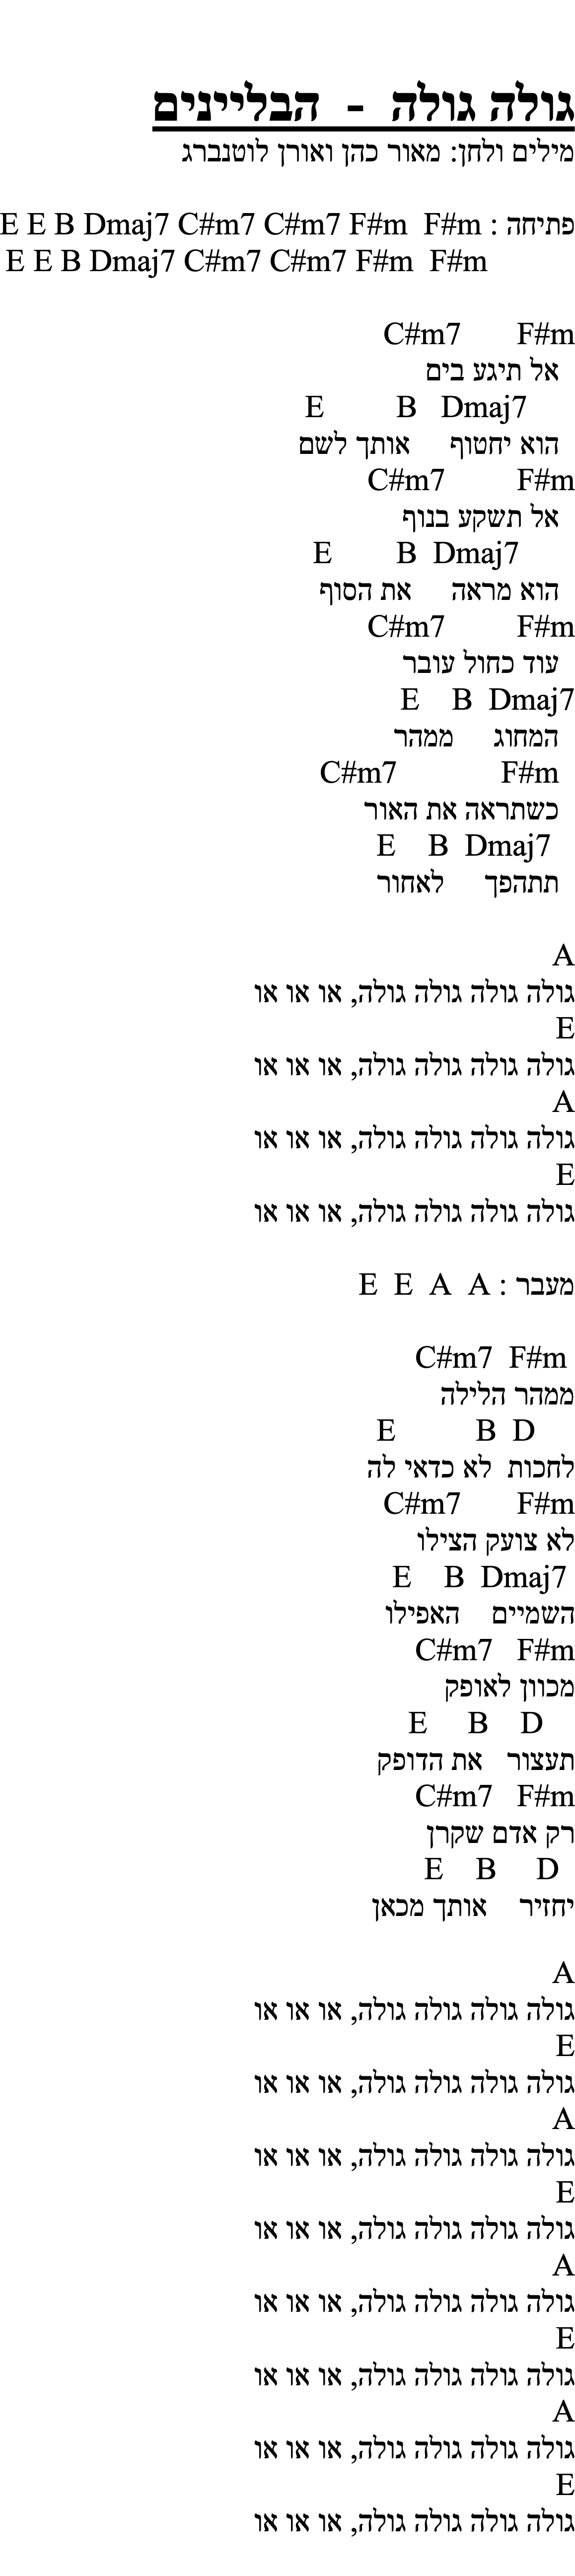 גולה גולה - הבליינים
מילים ולחן: מאור כהן ואורן לוטנברג
פתיחה : E E B Dmaj7 C#m7 C#m7 F#m F#m
E E B Dmaj7 C#m7 C#m7 F#m F#m
C#m7 F#m
אל תיגע בים
E B Dmaj7
הוא יחטוף אותך לשם
C#m7 F#m
אל תשקע בנוף
E B Dmaj7
הוא מראה את הסוף
C#m7 F#m
עוד כחול עובר
E B Dmaj7
המחוג ממהר
C#m7 F#m
כשתראה את האור
E B Dmaj7
תתהפך לאחור
A
גולה גולה גולה גולה, או או או
E
גולה גולה גולה גולה, או או או
A
גולה גולה גולה גולה, או או או
E
גולה גולה גולה גולה, או או או
מעבר : E E A A
C#m7 F#m
ממהר הלילה
E B D
לחכות לא כדאי לה
C#m7 F#m
לא צועק הצילו
E B Dmaj7
השמיים האפילו
C#m7 F#m
מכוון לאופק
E B D
תעצור את הדופק
C#m7 F#m
רק אדם שקרן
E B D
יחזיר אותך מכאן
A
גולה גולה גולה גולה, או או או
E
גולה גולה גולה גולה, או או או
A
גולה גולה גולה גולה, או או או
E
גולה גולה גולה גולה, או או או
A
גולה גולה גולה גולה, או או או
E
גולה גולה גולה גולה, או או או
A
גולה גולה גולה גולה, או או או
E
גולה גולה גולה גולה, או או או